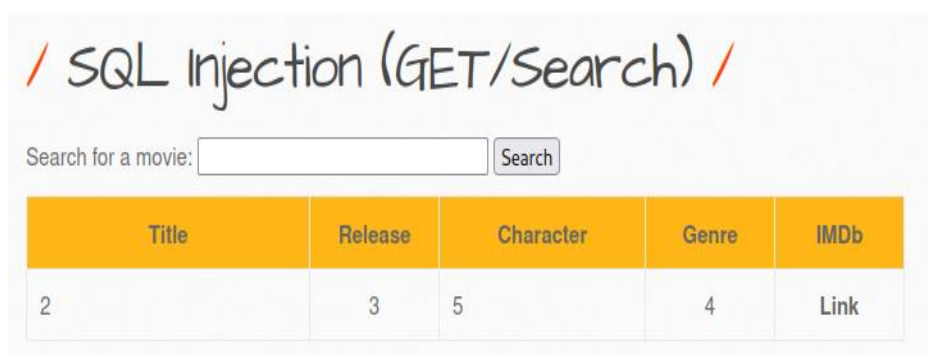 / SQL Injection (GET/Search) /
Search for a movie: Search
Title Release Character Genre IMDb
2 3 5 4 Link